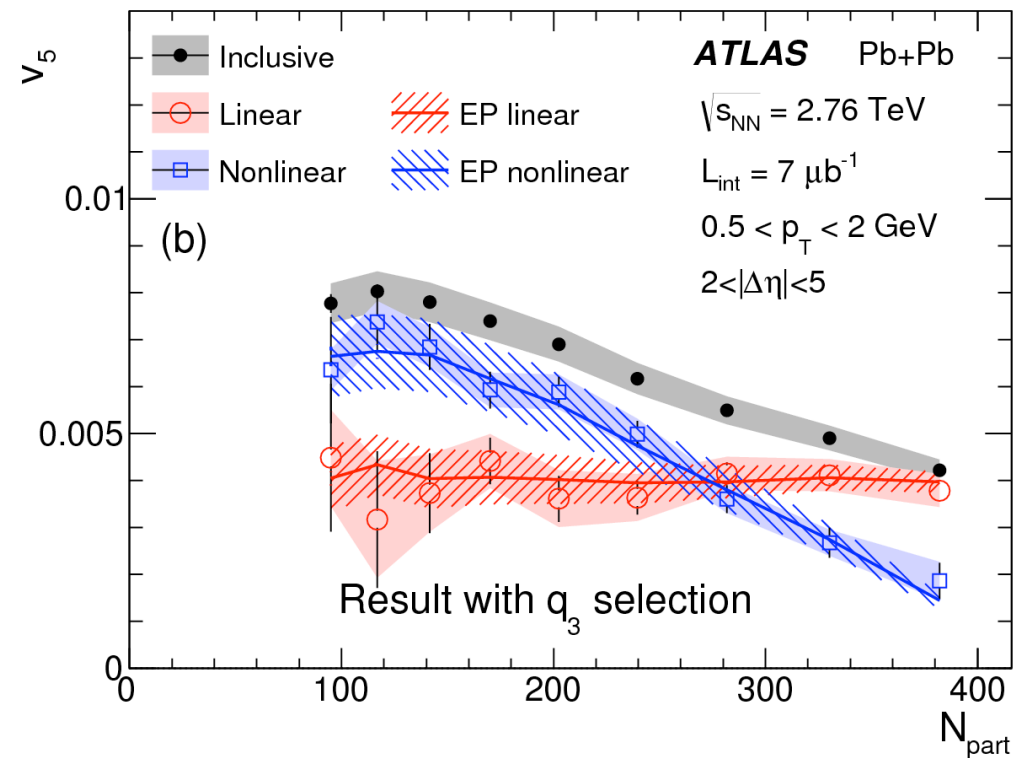 v₅
Inclusive
Linear
EP linear
Nonlinear
EP nonlinear
ATLAS Pb+Pb
√sNN = 2.76 TeV
Lint = 7 μb⁻¹
0.5 < pT < 2 GeV
2<|Δη|<5
(b)
0.01
0.005
0
Result with q₃ selection
0 100 200 300 400
Npart